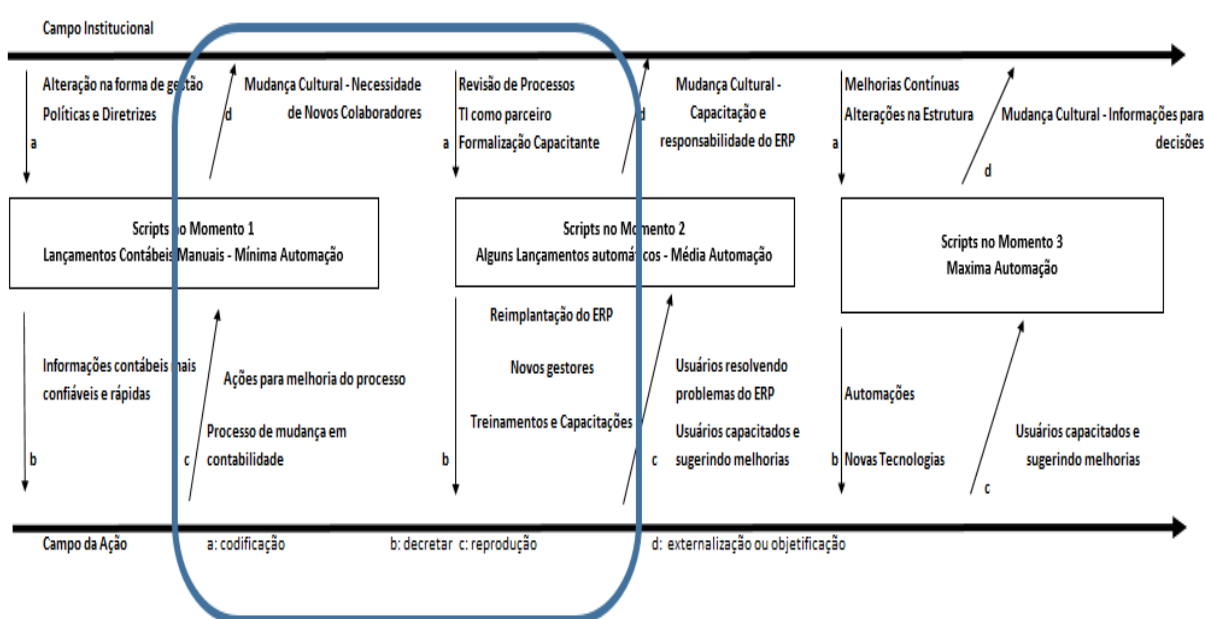 Campo Institucional
Alteração na forma de gestão
Políticas e Diretrizes
a
d
Mudança Cultural - Necessidade
de Novos Colaboradores
Revisão de Processos
TI como parceiro
a Formalização Capacitante
d
Mudança Cultural -
Capacitação e
responsabilidade do ERP
Melhorias Contínuas
Alterações na Estrutura
a
d
Mudança Cultural - Informações para
decisões
Scripts no Momento 1
Lançamentos Contábeis Manuais - Mínima Automação
Scripts no Momento 2
Alguns Lançamentos automáticos - Média Automação
Scripts no Momento 3
Maxima Automação
Informações contábeis mais
confiáveis e rápidas
b
Ações para melhoria do processo
Processo de mudança em
c contabilidade
Reimplantação do ERP
Novos gestores
Treinamentos e Capacitações
b
Usuários resolvendo
problemas do ERP
Usuários capacitados e
c sugerindo melhorias
Automações
b Novas Tecnologias
Usuários capacitados e
sugerindo melhorias
c
Campo da Ação a: codificação b: decretar c: reprodução d: externalização ou objetificação